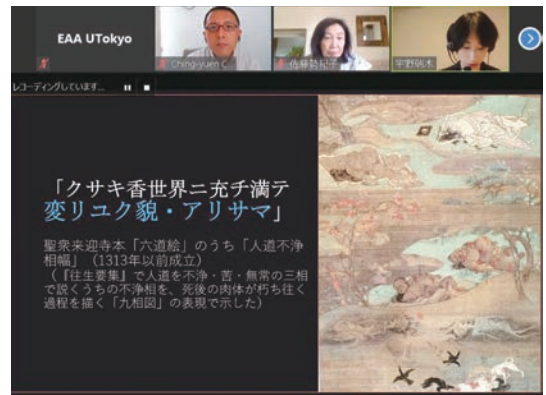 EAA UTokyo
Ching-yuen C
佐藤勢紀子
宇野瑞木
レコーディングしています...
「クサキ香世界ニ充チ満テ
変リユク貌・アリサマ」
聖衆来迎寺本「六道絵」のうち「人道不浄
相幅」（1313年以前成立）
（『往生要集』で人道を不浄・苦・無常の三相
で説くうちの不浄相を、死後の肉体が朽ち往く
過程を描く「九相図」の表現で示した）